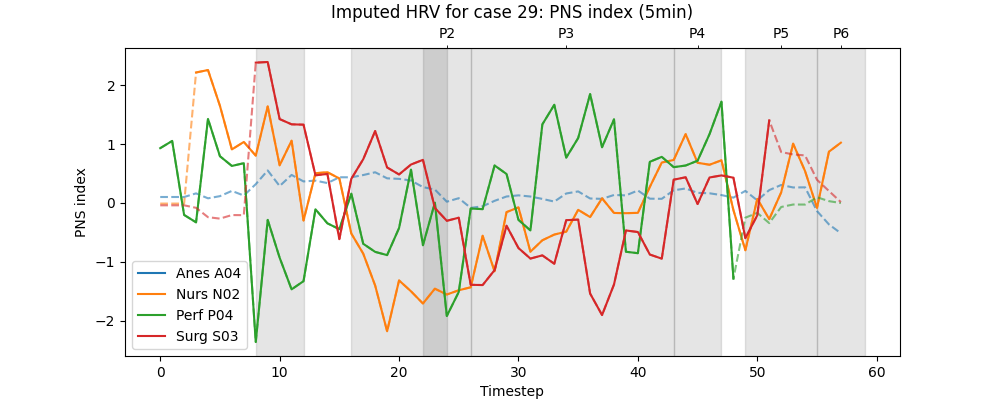 Imputed HRV for case 29: PNS index (5min)
P2 P3 P4 P5 P6
PNS index
2
1
0
−1
−2
Anes A04
Nurs N02
Perf P04
Surg S03
0 10 20 30 40 50 60
Timestep